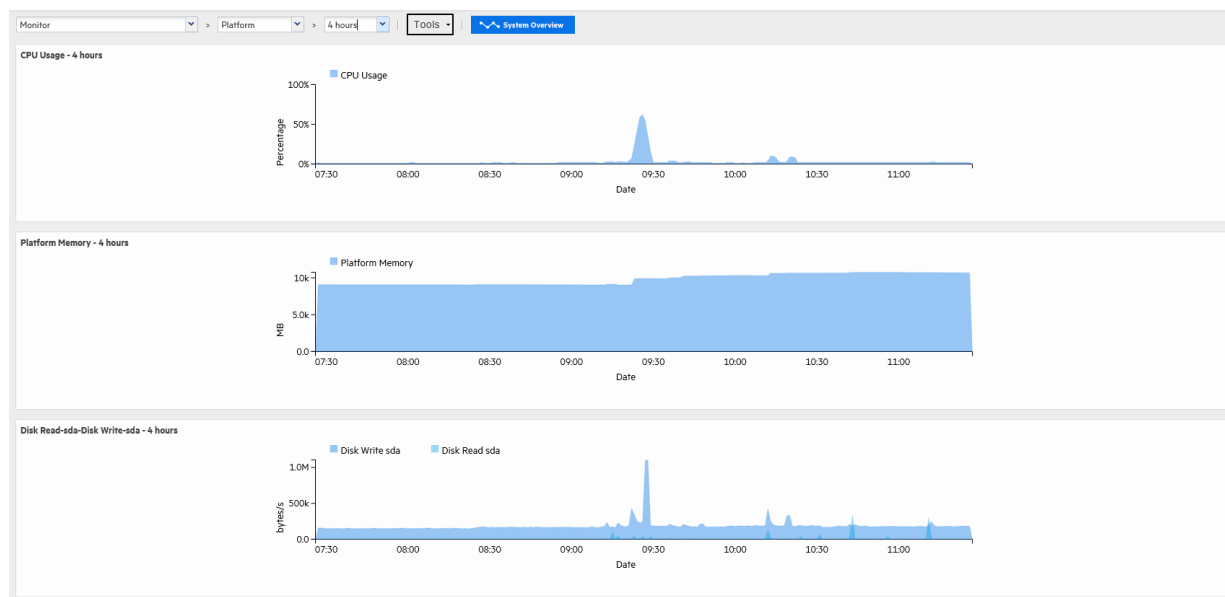 Monitor > Platform > 4 hours | Tools | System Overview
CPU Usage - 4 hours
CPU Usage
100%
50%
0%
Percentage
07:30 08:00 08:30 09:00 09:30 10:00 10:30 11:00
Date
Platform Memory - 4 hours
Platform Memory
10k
5.0k
0.0
MB
07:30 08:00 08:30 09:00 09:30 10:00 10:30 11:00
Date
Disk Read-sda-Disk Write-sda - 4 hours
Disk Write sda Disk Read sda
1.0M
500k
0.0
bytes/s
07:30 08:00 08:30 09:00 09:30 10:00 10:30 11:00
Date